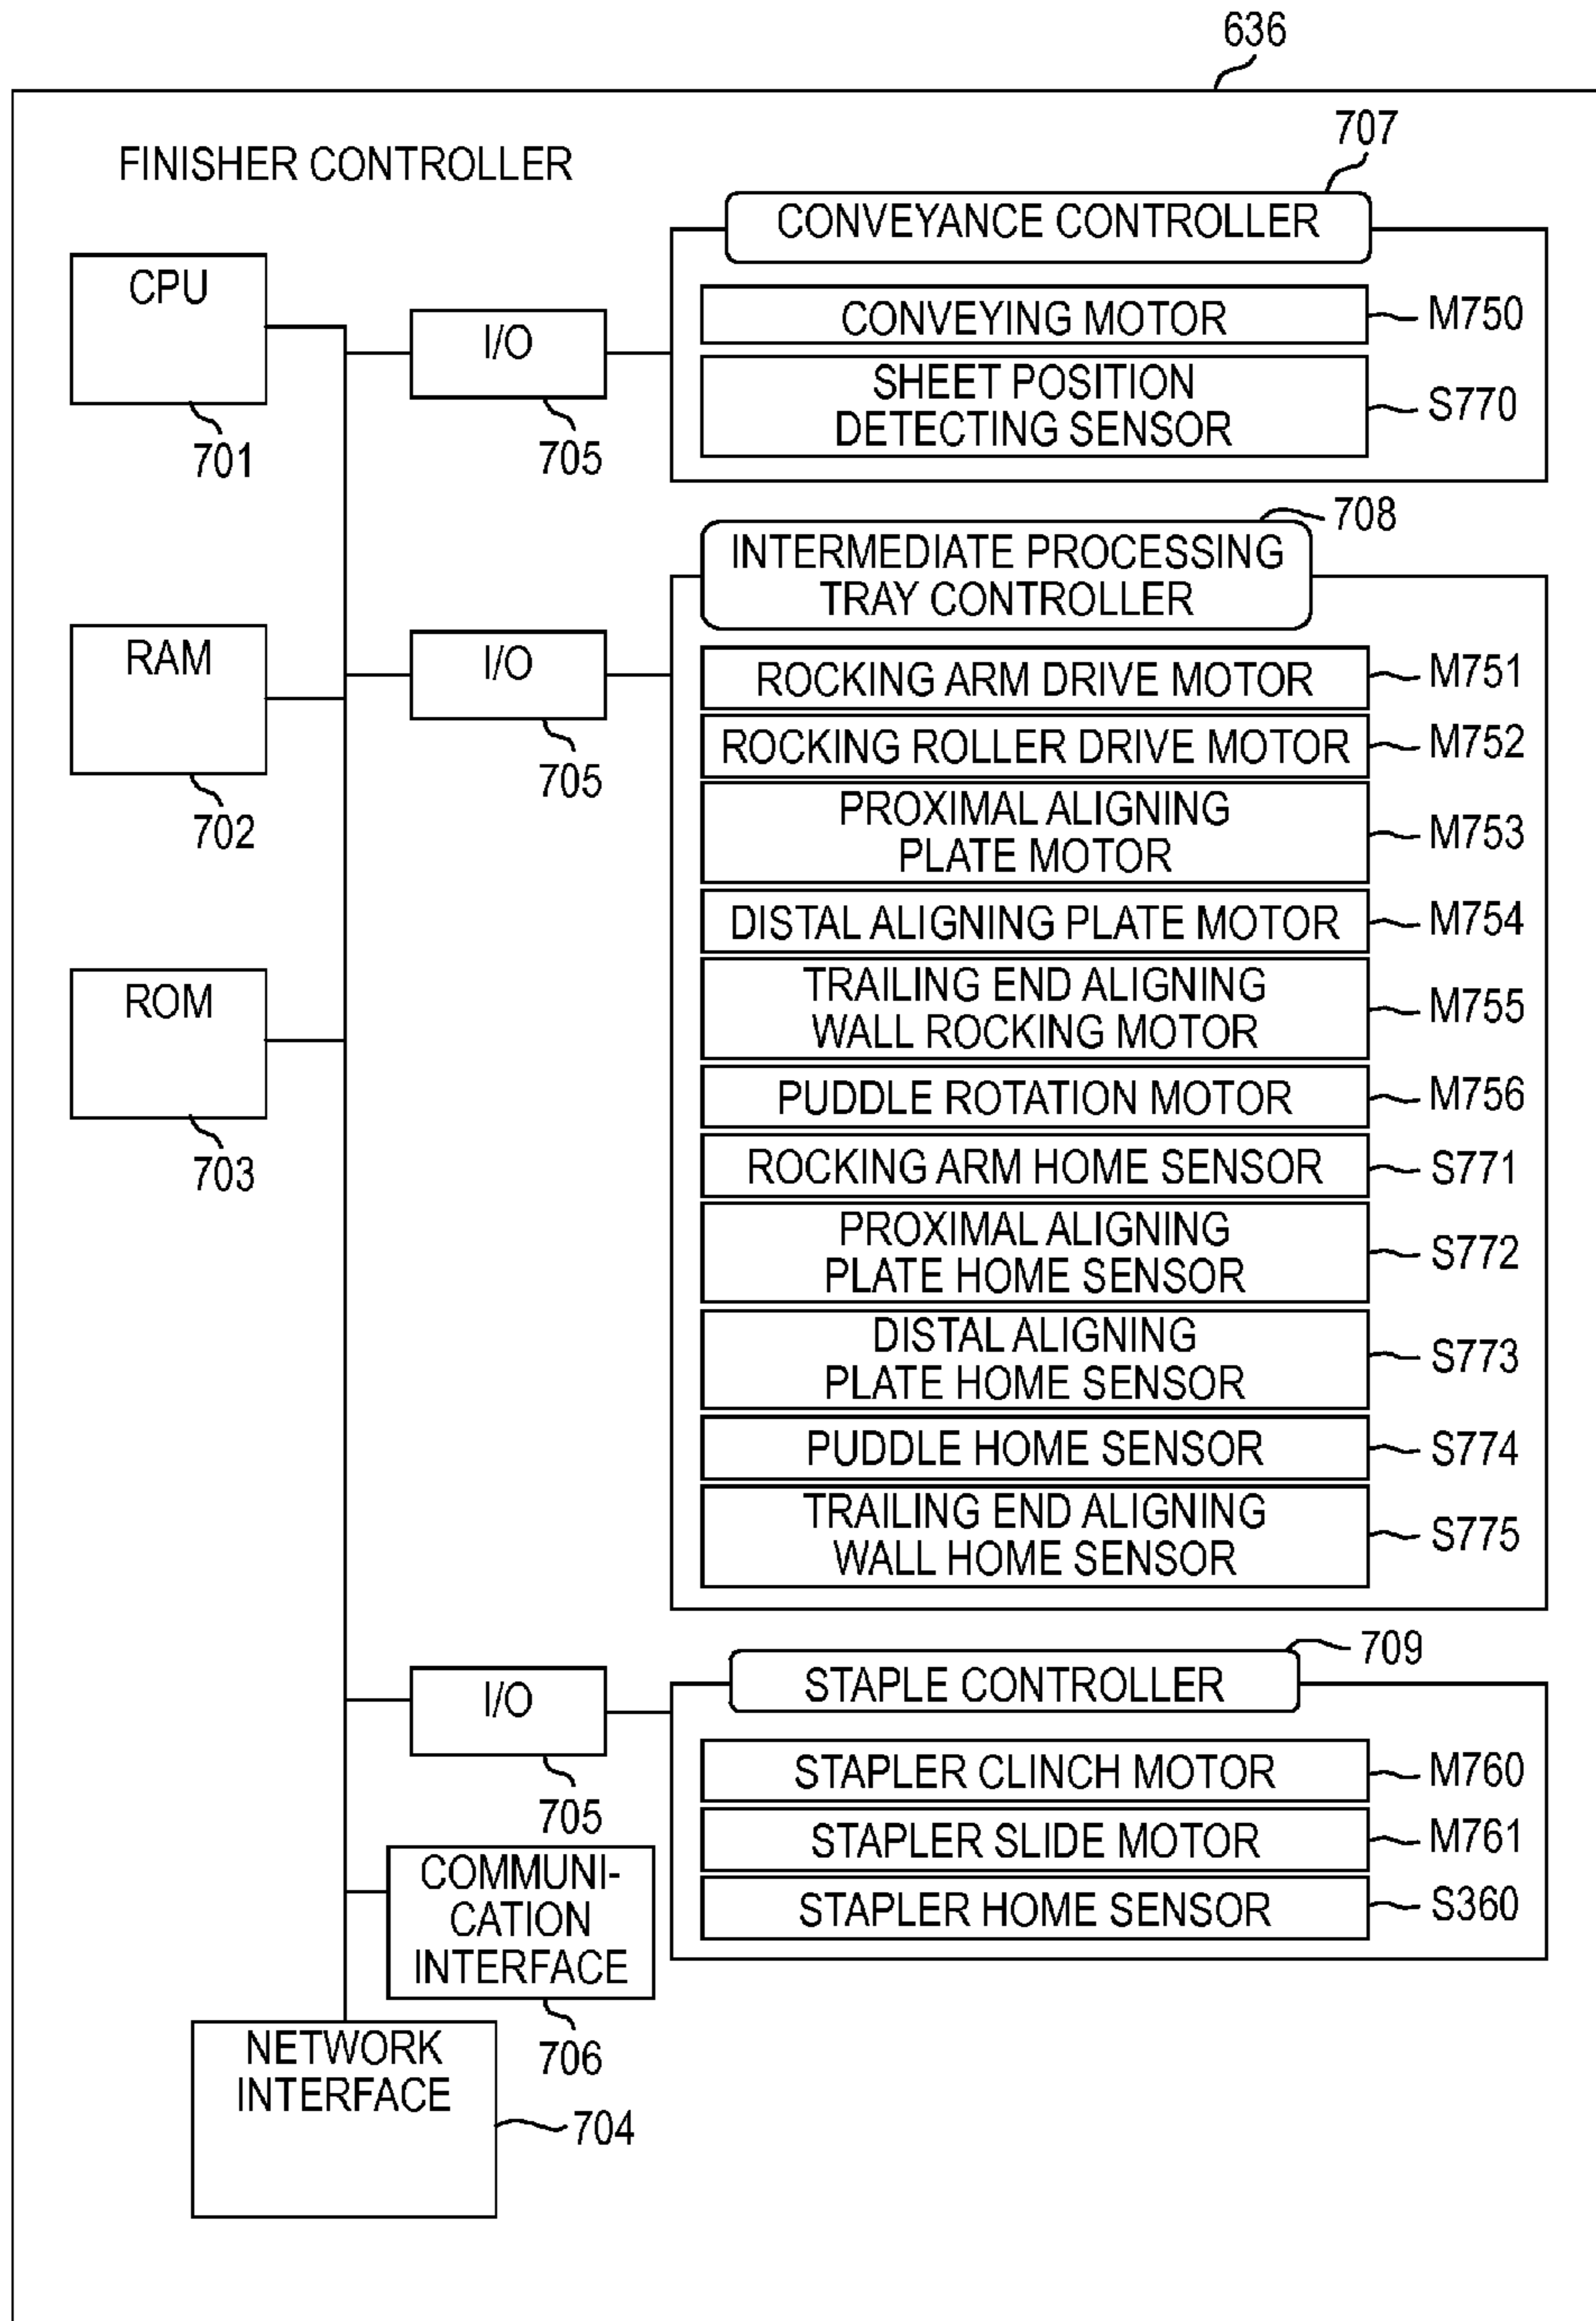 636
FINISHER CONTROLLER
707
CONVEYANCE CONTROLLER
CPU
701
I/O
705
CONVEYING MOTOR
M750
SHEET POSITION
DETECTING SENSOR
S770
708
INTERMEDIATE PROCESSING
TRAY CONTROLLER
RAM
702
I/O
705
ROCKING ARM DRIVE MOTOR
M751
ROCKING ROLLER DRIVE MOTOR
M752
PROXIMAL ALIGNING
PLATE MOTOR
M753
DISTAL ALIGNING PLATE MOTOR
M754
ROM
703
TRAILING END ALIGNING
WALL ROCKING MOTOR
M755
PUDDLE ROTATION MOTOR
M756
ROCKING ARM HOME SENSOR
S771
PROXIMAL ALIGNING
PLATE HOME SENSOR
S772
DISTAL ALIGNING
PLATE HOME SENSOR
S773
PUDDLE HOME SENSOR
S774
TRAILING END ALIGNING
WALL HOME SENSOR
S775
709
STAPLE CONTROLLER
I/O
705
STAPLER CLINCH MOTOR
M760
STAPLER SLIDE MOTOR
M761
STAPLER HOME SENSOR
S360
COMMUNI-
CATION
INTERFACE
706
NETWORK
INTERFACE
704